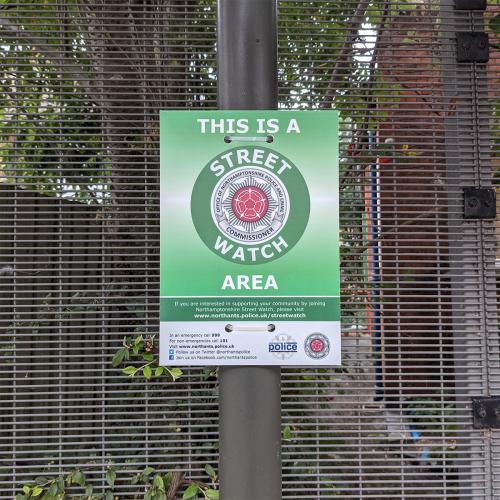 THIS IS A
STREET
OFFICE OF NORTHAMPTONSHIRE POLICE AND CRIME
COMMISSIONER
WATCH
AREA
If you are interested in supporting your community by joining
Northamptonshire Street Watch, please visit
www.northants.police.uk/streetwatch
In an emergency call 999
For non-emergencies call 101
Visit www.northants.police.uk
Follow us on Twitter @northantspolice
Join us on Facebook.com/northantspolice
police